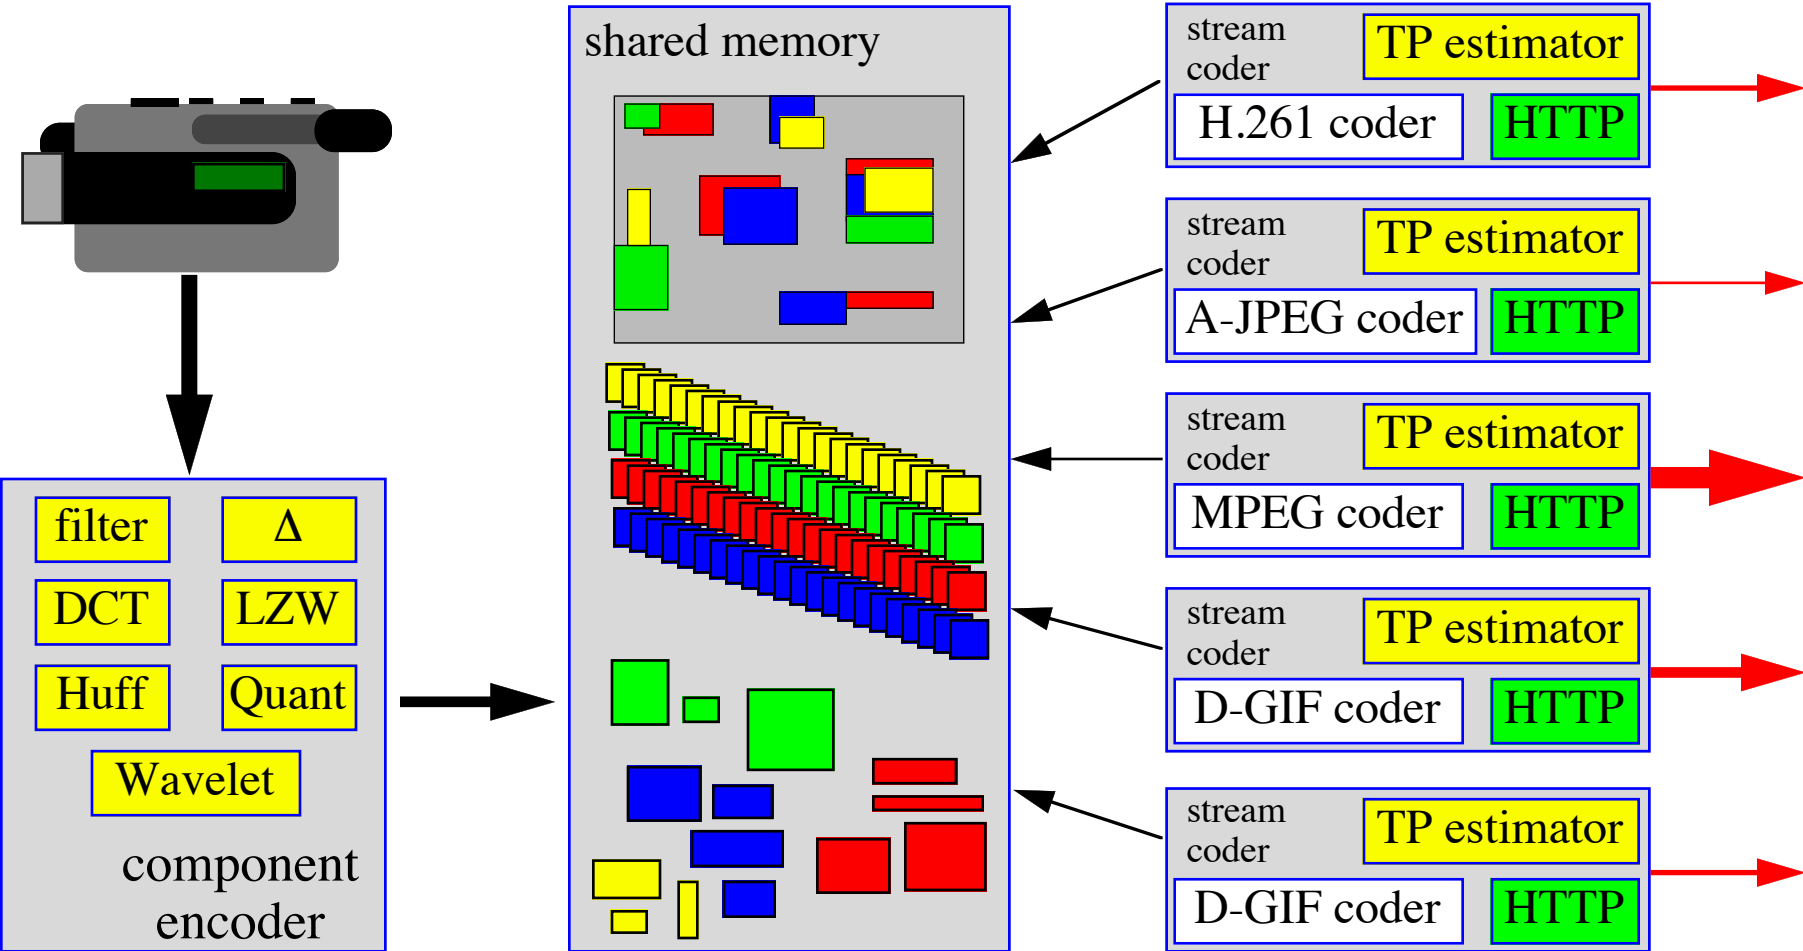 filter
Δ
DCT
LZW
Huff
Quant
Wavelet
component
encoder
shared memory
stream
coder
TP estimator
H.261 coder
HTTP
stream
coder
TP estimator
A-JPEG coder
HTTP
stream
coder
TP estimator
MPEG coder
HTTP
stream
coder
TP estimator
D-GIF coder
HTTP
stream
coder
TP estimator
D-GIF coder
HTTP